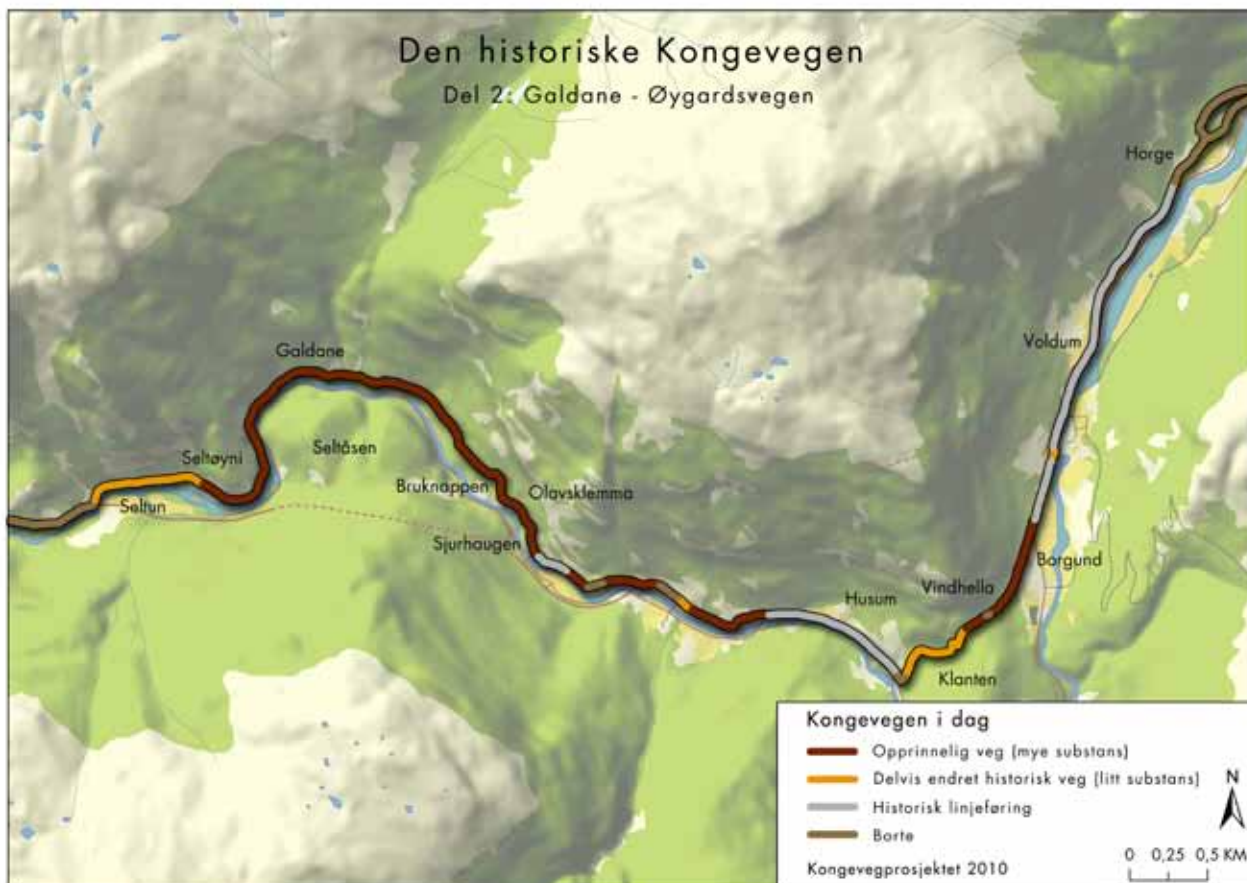 Den historiske Kongevegen
Del 2: Galdane - Øygardsvegen
Horge
Voldum
Galdane
Seltøyni
Seltåsen
Bruknappen
Olavsklemma
Seltun
Sjurhaugen
Borgund
Vindhella
Husum
Klanten
Kongevegen i dag
Opprinnelig veg (mye substans)
Delvis endret historisk veg (litt substans)
Historisk linjeføring
Borte
Kongevegprosjektet 2010
N
0 0,25 0,5 KM